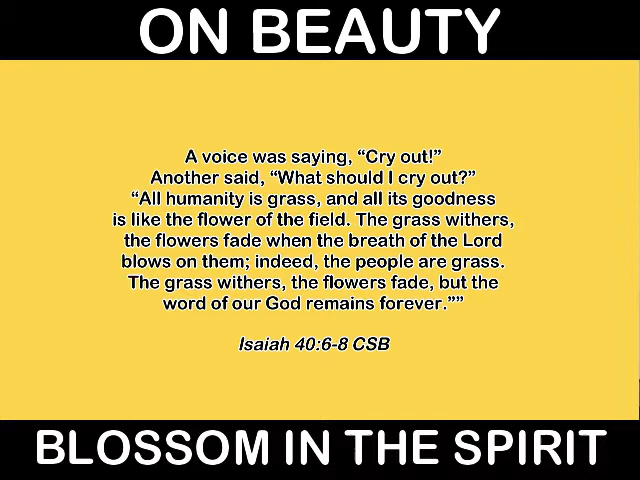 ON BEAUTY
A voice was saying, “Cry out!”
Another said, “What should I cry out?”
“All humanity is grass, and all its goodness
is like the flower of the field. The grass withers,
the flowers fade when the breath of the Lord
blows on them; indeed, the people are grass.
The grass withers, the flowers fade, but the
word of our God remains forever.””
Isaiah 40:6-8 CSB
BLOSSOM IN THE SPIRIT